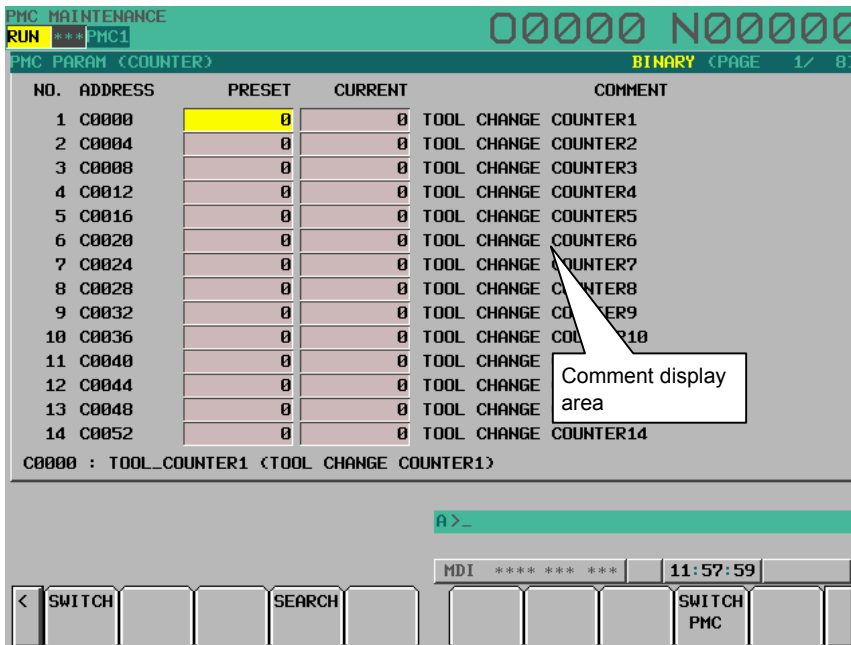 PMC MAINTENANCE
RUN *** PMC1
O0000 N00000
PMC PARAM (COUNTER) BINARY (PAGE 1/ 8)
NO. ADDRESS PRESET CURRENT COMMENT
1 C0000 0 0 TOOL CHANGE COUNTER1
2 C0004 0 0 TOOL CHANGE COUNTER2
3 C0008 0 0 TOOL CHANGE COUNTER3
4 C0012 0 0 TOOL CHANGE COUNTER4
5 C0016 0 0 TOOL CHANGE COUNTER5
6 C0020 0 0 TOOL CHANGE COUNTER6
7 C0024 0 0 TOOL CHANGE COUNTER7
8 C0028 0 0 TOOL CHANGE COUNTER8
9 C0032 0 0 TOOL CHANGE COUNTER9
10 C0036 0 0 TOOL CHANGE COUNTER10
11 C0040 0 0 TOOL CHANGE
12 C0044 0 0 TOOL CHANGE
13 C0048 0 0 TOOL CHANGE
14 C0052 0 0 TOOL CHANGE COUNTER14
Comment display
area
C0000 : TOOL_COUNTER1 (TOOL CHANGE COUNTER1)
A>_
MDI **** *** *** 11:57:59
< SWITCH SEARCH SWITCH
PMC